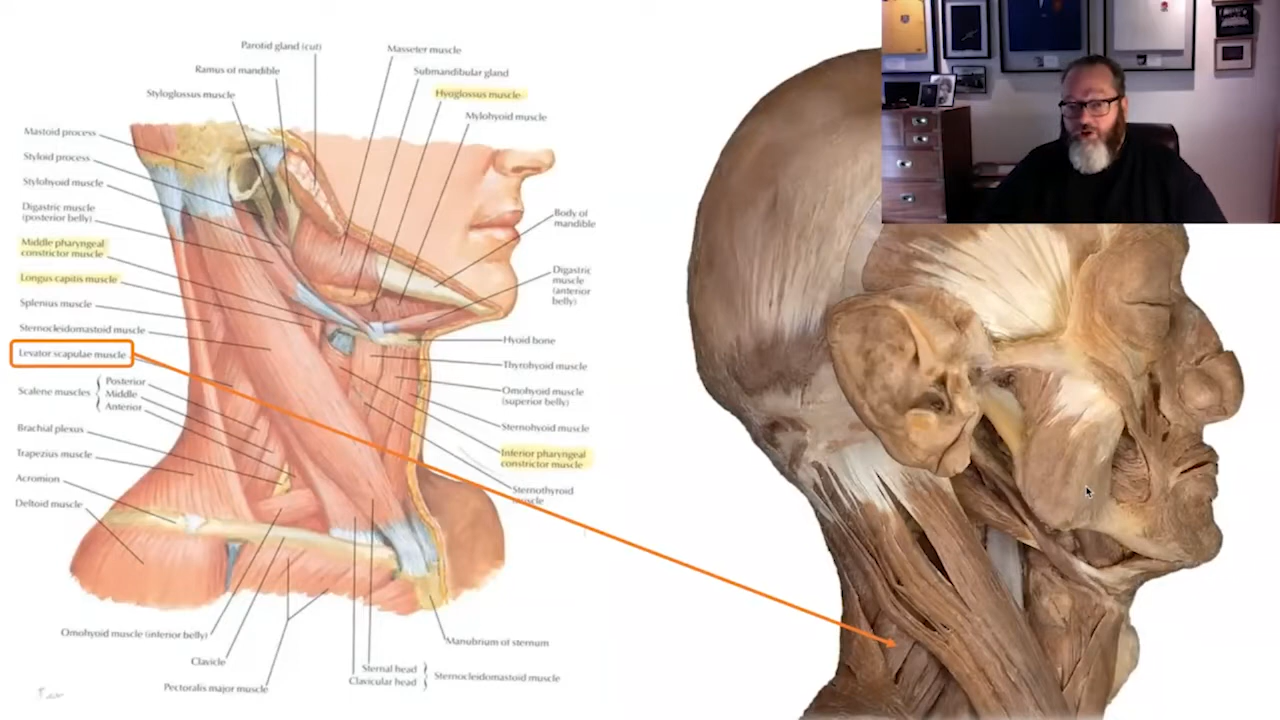 Parotid gland (cut)
Masseter muscle
Ramus of mandible
Submandibular gland
Styloglossus muscle
Hyoglossus muscle
Mylohyoid muscle
Mastoid process
Styloid process
Stylohyoid muscle
Digastric muscle
(posterior belly)
Middle pharyngeal
constrictor muscle
Longus capitis muscle
Splenius muscle
Sternocleidomastoid muscle
Levator scapulae muscle
Scalene muscles
Posterior
Middle
Anterior
Brachial plexus
Trapezius muscle
Acromion
Deltoid muscle
Body of
mandible
Digastric
muscle
(anterior
belly)
Hyoid bone
Thyrohyoid muscle
Omohyoid muscle
(superior belly)
Sternohyoid muscle
Inferior pharyngeal
constrictor muscle
Sternothyroid
muscle
Omohyoid muscle (inferior belly)
Clavicle
Pectoralis major muscle
Manubrium of sternum
Sternal head
Clavicular head
Sternocleidomastoid muscle